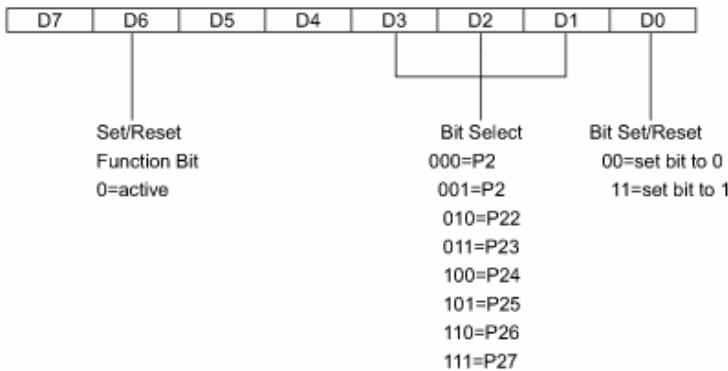 D7 D6 D5 D4 D3 D2 D1 D0
Set/Reset Bit Select Bit Set/Reset
Function Bit 000=P2 00=set bit to 0
0=active 001=P2 11=set bit to 1
010=P22
011=P23
100=P24
101=P25
110=P26
111=P27